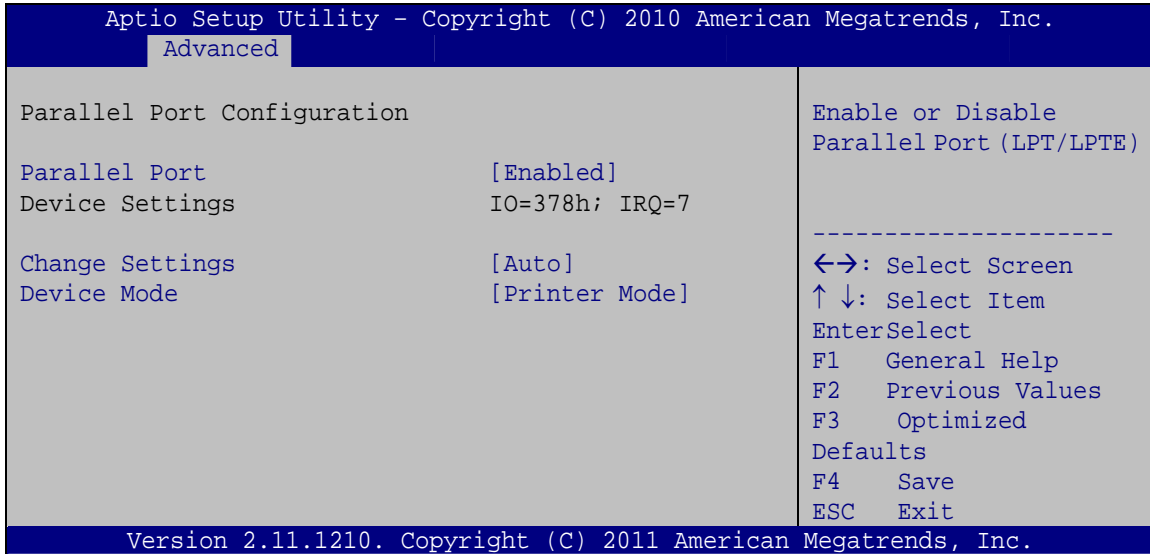 Aptio Setup Utility – Copyright (C) 2010 American Megatrends, Inc.
Advanced
Parallel Port Configuration
Parallel Port [Enabled]
Device Settings IO=378h; IRQ=7
Change Settings [Auto]
Device Mode [Printer Mode]
Enable or Disable
Parallel Port (LPT/LPTE)
---------------------
←→: Select Screen
↑ ↓: Select Item
EnterSelect
F1 General Help
F2 Previous Values
F3 Optimized
Defaults
F4 Save
ESC Exit
Version 2.11.1210. Copyright (C) 2011 American Megatrends, Inc.